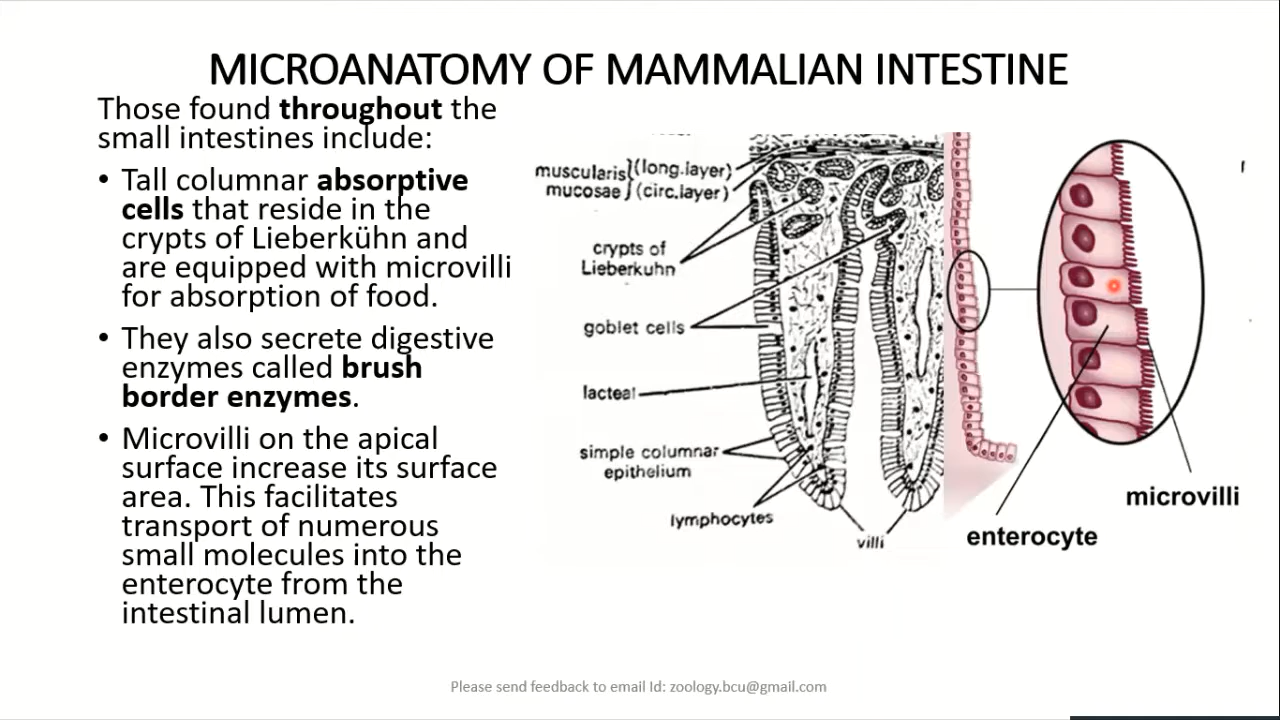 MICROANATOMY OF MAMMALIAN INTESTINE
Those found throughout the
small intestines include:
• Tall columnar absorptive
cells that reside in the
crypts of Lieberkühn and
are equipped with microvilli
for absorption of food.
• They also secrete digestive
enzymes called brush
border enzymes.
• Microvilli on the apical
surface increase its surface
area. This facilitates
transport of numerous
small molecules into the
enterocyte from the
intestinal lumen.
muscularis}(long.layer)
mucosae}(circ.layer)
crypts of
Lieberkuhn
goblet cells
lacteal
simple columnar
epithelium
lymphocytes
villi
microvilli
enterocyte
Please send feedback to email Id: zoology.bcu@gmail.com